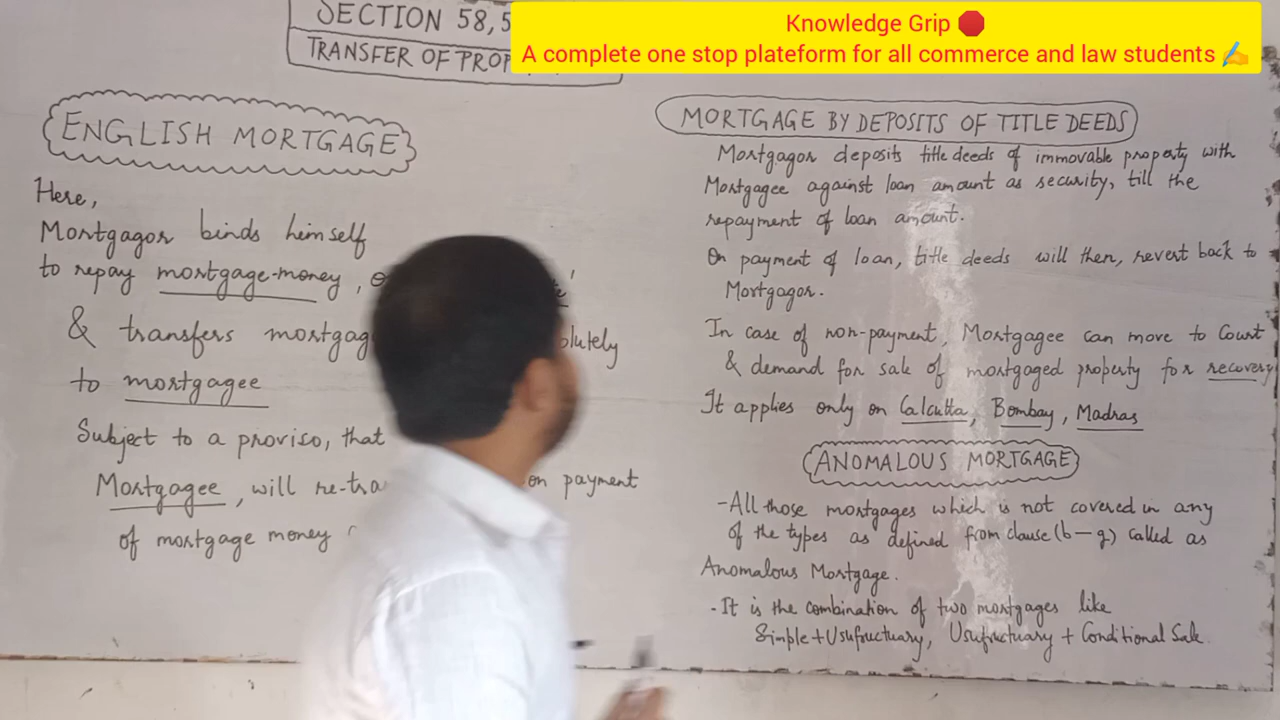 SECTION 58, 5
TRANSFER OF PROP
Knowledge Grip 🛑
A complete one stop plateform for all commerce and law students ✍️
ENGLISH MORTGAGE
Here,
Mortgagor binds himself
to repay mortgage-money,
& transfers mortgag olutely
to mortgagee
Subject to a proviso, that
Mortgagee, will re-tra on payment
of mortgage money
MORTGAGE BY DEPOSITS OF TITLE DEEDS
Mortgagor deposits title deeds of immovable property with
Mortgagee against loan amount as security, till the
repayment of loan amount.
On payment of loan, title deeds will then, revert back to
Mortgagor.
In case of non-payment, Mortgagee can move to Court
& demand for sale of mortgaged property for recovery
It applies only on Calcutta, Bombay, Madras
ANOMALOUS MORTGAGE
-All those mortgages which is not covered in any
of the types as defined from clause (b-g) called as
Anomalous Mortgage.
-It is the combination of two mortgages like
Simple+Usufructuary, Usufructuary + Conditional Sale.